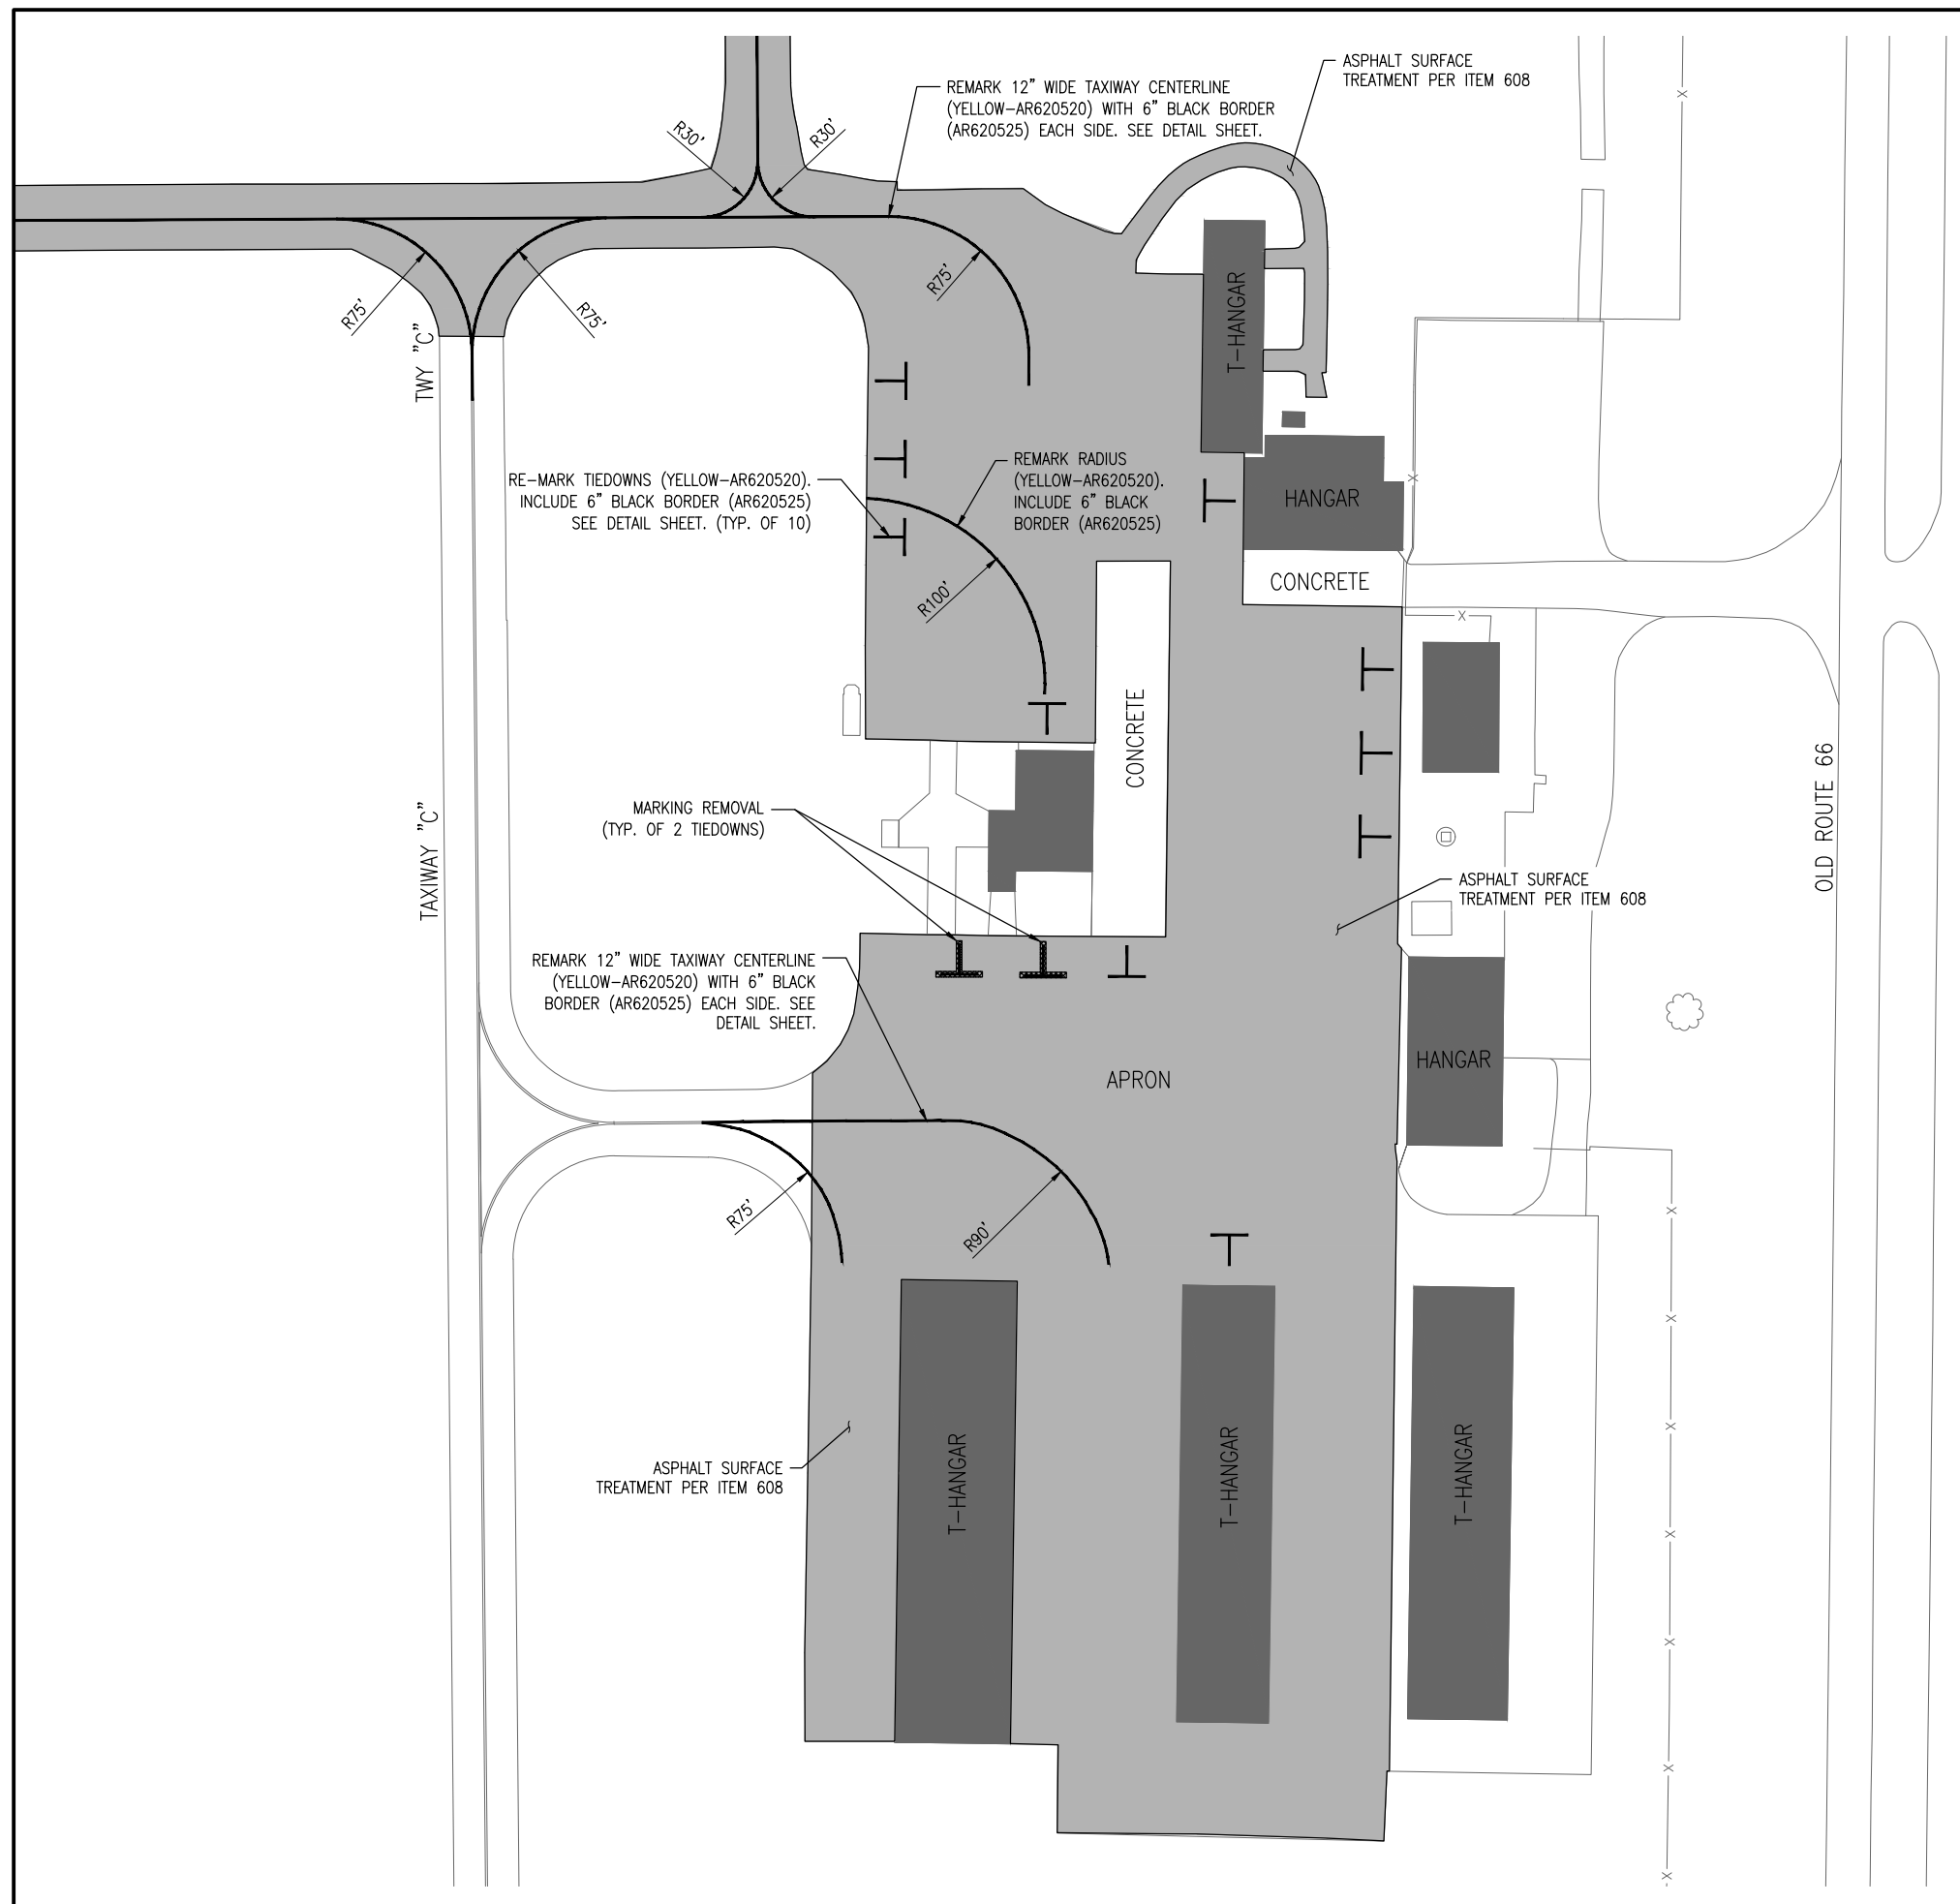 ASPHALT SURFACE
TREATMENT PER ITEM 608
REMARK 12" WIDE TAXIWAY CENTERLINE
(YELLOW-AR620520) WITH 6" BLACK BORDER
(AR620525) EACH SIDE. SEE DETAIL SHEET.
R30'
R30'
R75'
R75'
R75'
T-HANGAR
TWY "C"
REMARK RADIUS
(YELLOW-AR620520).
INCLUDE 6" BLACK
BORDER (AR620525)
RE-MARK TIEDOWNS (YELLOW-AR620520).
INCLUDE 6" BLACK BORDER (AR620525)
SEE DETAIL SHEET. (TYP. OF 10)
HANGAR
CONCRETE
R100'
X
X
X
CONCRETE
OLD ROUTE 66
MARKING REMOVAL
(TYP. OF 2 TIEDOWNS)
TAXIWAY "C"
ASPHALT SURFACE
TREATMENT PER ITEM 608
REMARK 12" WIDE TAXIWAY CENTERLINE
(YELLOW-AR620520) WITH 6" BLACK
BORDER (AR620525) EACH SIDE. SEE
DETAIL SHEET.
HANGAR
APRON
R75'
R90'
X
X
X
X
X
X
X
ASPHALT SURFACE
TREATMENT PER ITEM 608
T-HANGAR
T-HANGAR
T-HANGAR